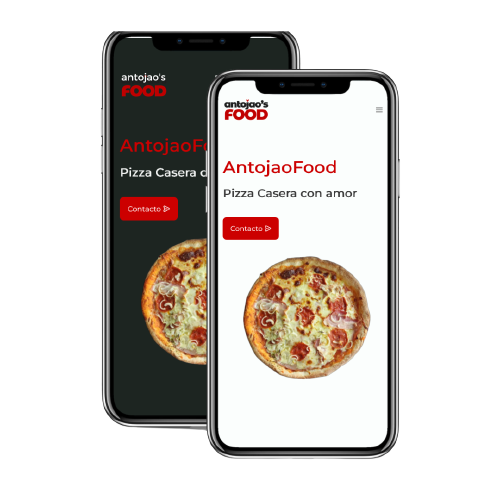 antojao's
FOOD
AntojaoFo
Pizza Casera c
Contacto
antojao's
FOOD
AntojaoFood
Pizza Casera con amor
Contacto